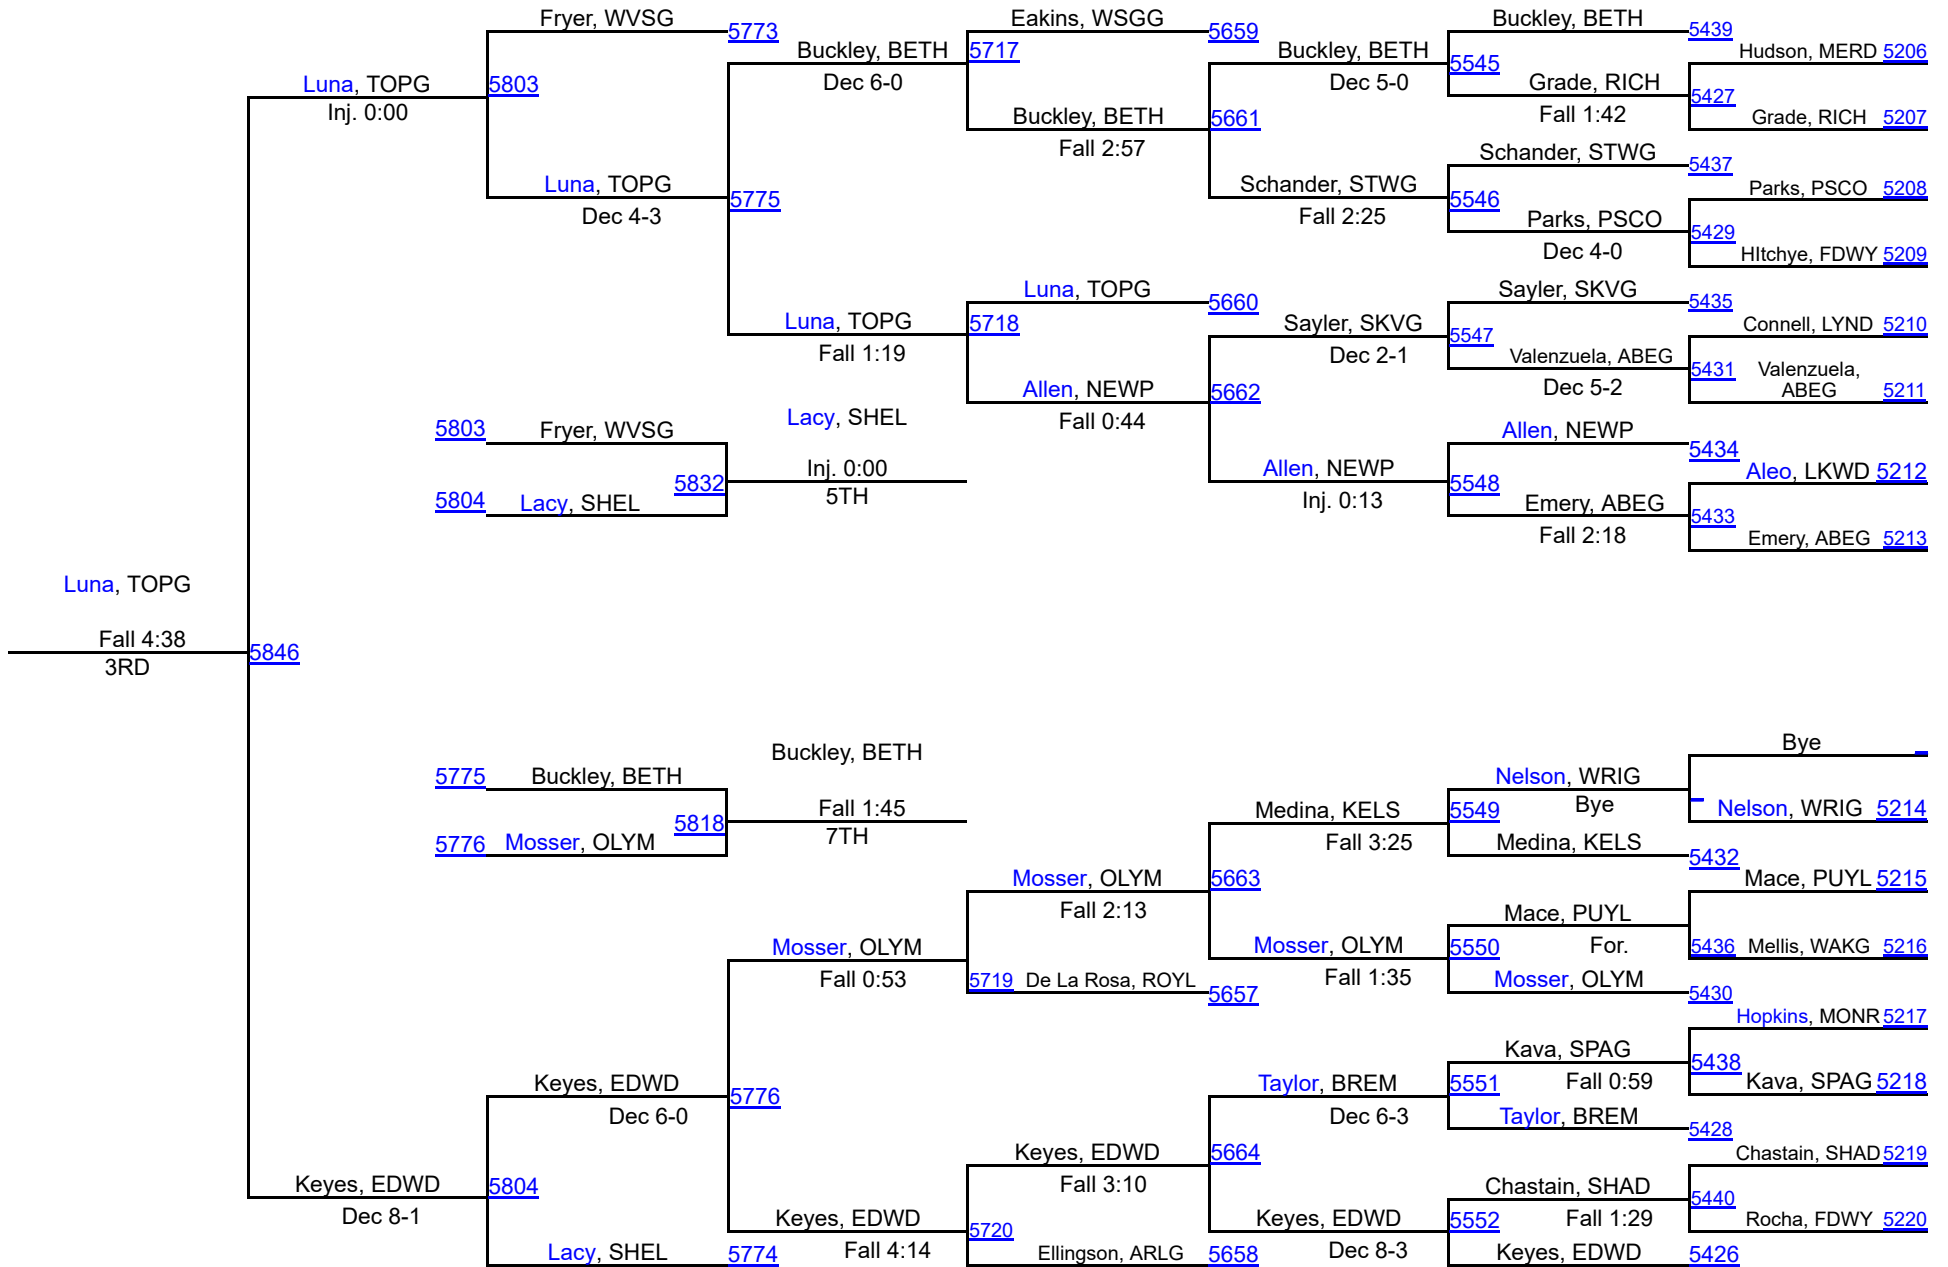 Fryer, WVSG
5773
Luna, TOPG
5803
Inj. 0:00
Luna, TOPG
Dec 4-3
5775
Buckley, BETH
5717
Dec 6-0
Eakins, WSGG
5659
Buckley, BETH
Fall 2:57
5661
Buckley, BETH
Dec 5-0
5545
Buckley, BETH
5439
Grade, RICH
Fall 1:42
5427
Hudson, MERD 5206
Grade, RICH 5207
Schander, STWG
Fall 2:25
5546
Schander, STWG
5437
Parks, PSCO
Dec 4-0
5429
Parks, PSCO 5208
HItchye, FDWY 5209
Luna, TOPG
Fall 1:19
5718
Luna, TOPG
5660
Allen, NEWP
Fall 0:44
5662
Sayler, SKVG
Dec 2-1
5547
Sayler, SKVG
5435
Valenzuela, ABEG
Dec 5-2
5431
Connell, LYND 5210
Valenzuela,
ABEG 5211
Allen, NEWP
Inj. 0:13
5548
Allen, NEWP
5434
Emery, ABEG
Fall 2:18
5433
Aleo, LKWD 5212
Emery, ABEG 5213
Lacy, SHEL
5803 Fryer, WVSG
5832
Inj. 0:00
5TH
5804 Lacy, SHEL
Luna, TOPG
Fall 4:38
3RD
5846
Buckley, BETH
5775 Buckley, BETH
5818
Fall 1:45
7TH
5776 Mosser, OLYM
Bye
Nelson, WRIG
Bye
Nelson, WRIG 5214
Medina, KELS
Fall 3:25
5549
Medina, KELS
5432
Mosser, OLYM
Fall 2:13
5663
Mace, PUYL 5215
Mace, PUYL
For.
5436 Mellis, WAKG 5216
Mosser, OLYM
Fall 1:35
5550
Mosser, OLYM
5430
Mosser, OLYM
Fall 0:53
5719 De La Rosa, ROYL
5657
Hopkins, MONR 5217
Kava, SPAG
Fall 0:59
5438
Kava, SPAG 5218
Taylor, BREM
Dec 6-3
5551
Taylor, BREM
5428
Keyes, EDWD
Dec 6-0
5776
Keyes, EDWD
Fall 3:10
5664
Chastain, SHAD 5219
Chastain, SHAD
Fall 1:29
5440
Rocha, FDWY 5220
Keyes, EDWD
Dec 8-3
5552
Keyes, EDWD
5426
Keyes, EDWD
Dec 8-1
5804
Keyes, EDWD
Fall 4:14
5720
Lacy, SHEL
5774
Ellingson, ARLG
5658